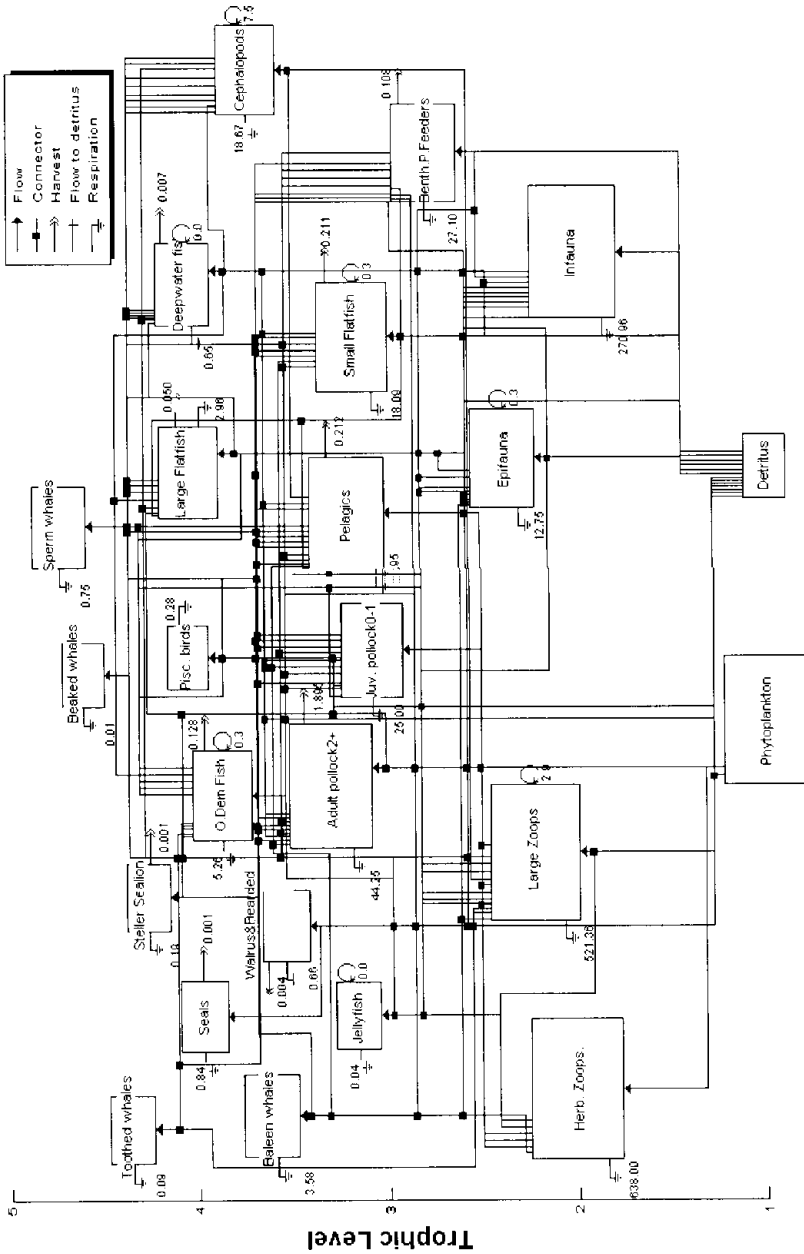 Flow
Connector
Harvest
Flow to detritus
Respiration
Trophic Level
5
4
3
2
1
Toothed whales
0.09
Seals
0.001
0.84
Steller Sealion
0.001
0.18
Beaked whales
0.01
Sperm whales
0.75
Baleen whales
3.58
Walrus&Bearded
0.004
0.66
O.Dem Fish
0.128
0.3
5.26
Pisc. birds
0.28
Large Flatfish
0.050
2.96
Deepwater fis
0.007
0.0
0.65
Cephalopods
7.5
18.67
Jellyfish
0.0
0.04
Adult pollock2+
1.895
44.25
Juv. pollock0-1
25.00
Pelagics
0.212
.95
Small Flatfish
0.211
0.3
18.09
Benth.P.Feeders
0.108
27.10
Herb. Zoops.
638.00
Large Zoops
2.9
521.36
Epifauna
0.3
12.75
Infauna
270.96
Phytoplankton
Detritus